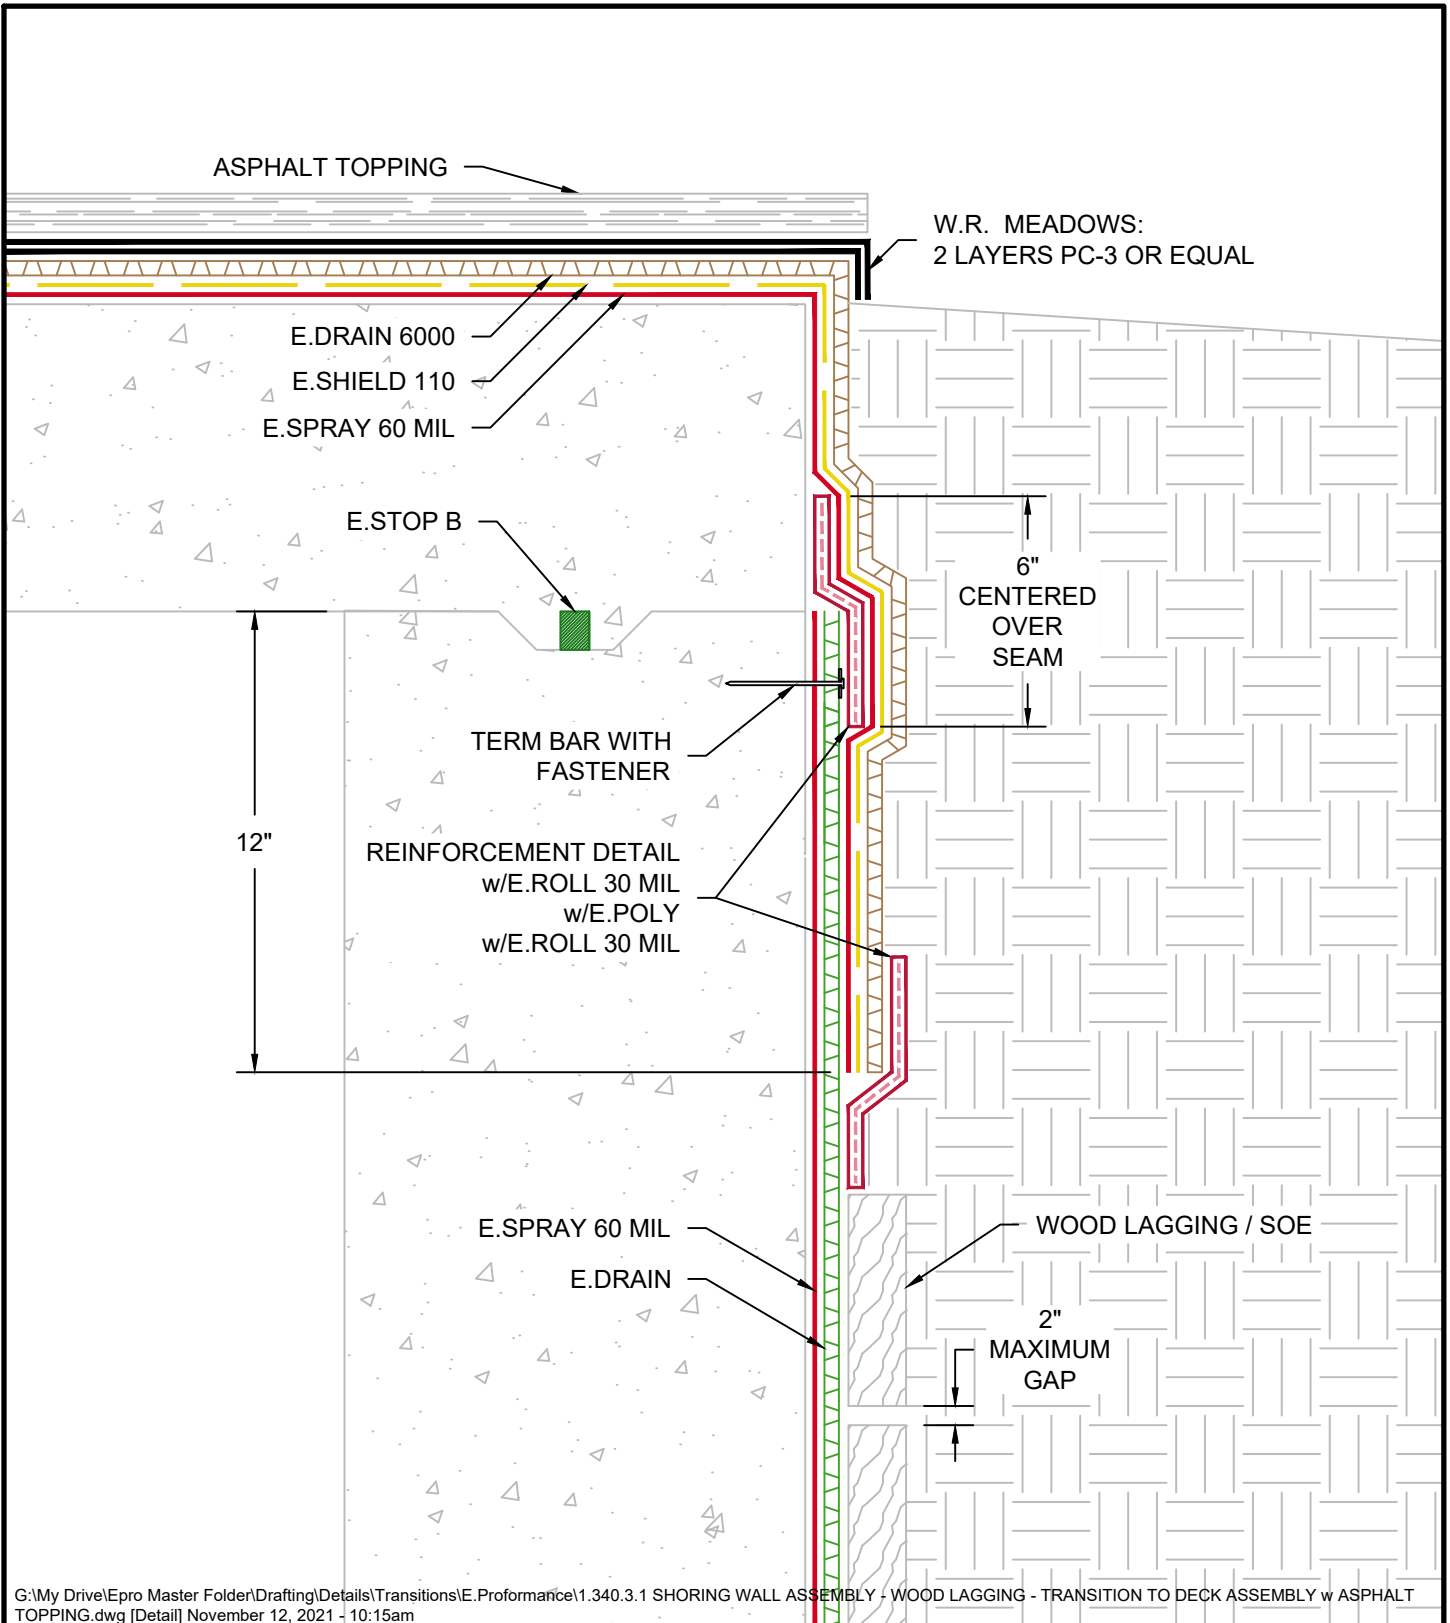 ASPHALT TOPPING
W.R. MEADOWS:
2 LAYERS PC-3 OR EQUAL
E.DRAIN 6000
E.SHIELD 110
E.SPRAY 60 MIL
E.STOP B
6"
CENTERED
OVER
SEAM
TERM BAR WITH
FASTENER
12"
REINFORCEMENT DETAIL
w/E.ROLL 30 MIL
w/E.POLY
w/E.ROLL 30 MIL
E.SPRAY 60 MIL
WOOD LAGGING / SOE
E.DRAIN
2"
MAXIMUM
GAP
G:\My Drive\Epro Master Folder\Drafting\Details\Transitions\E.Proformance\1.340.3.1 SHORING WALL ASSEMBLY - WOOD LAGGING - TRANSITION TO DECK ASSEMBLY w ASPHALT
TOPPING.dwg [Detail] November 12, 2021 - 10:15am